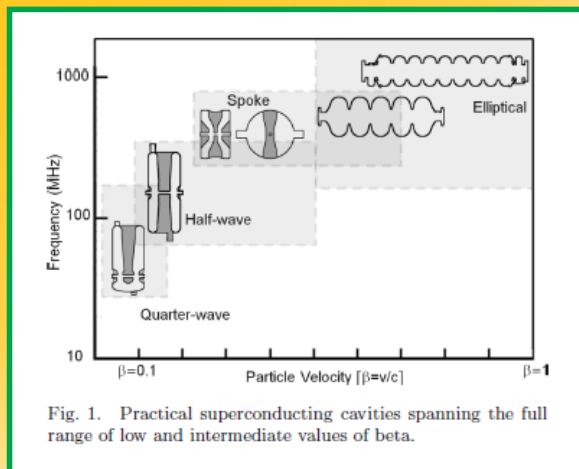 1000
Spoke
Elliptical
Frequency (MHz)
100
Half-wave
Quarter-wave
10
β=0.1
Particle Velocity [β=v/c]
β=1
Fig. 1. Practical superconducting cavities spanning the full
range of low and intermediate values of beta.